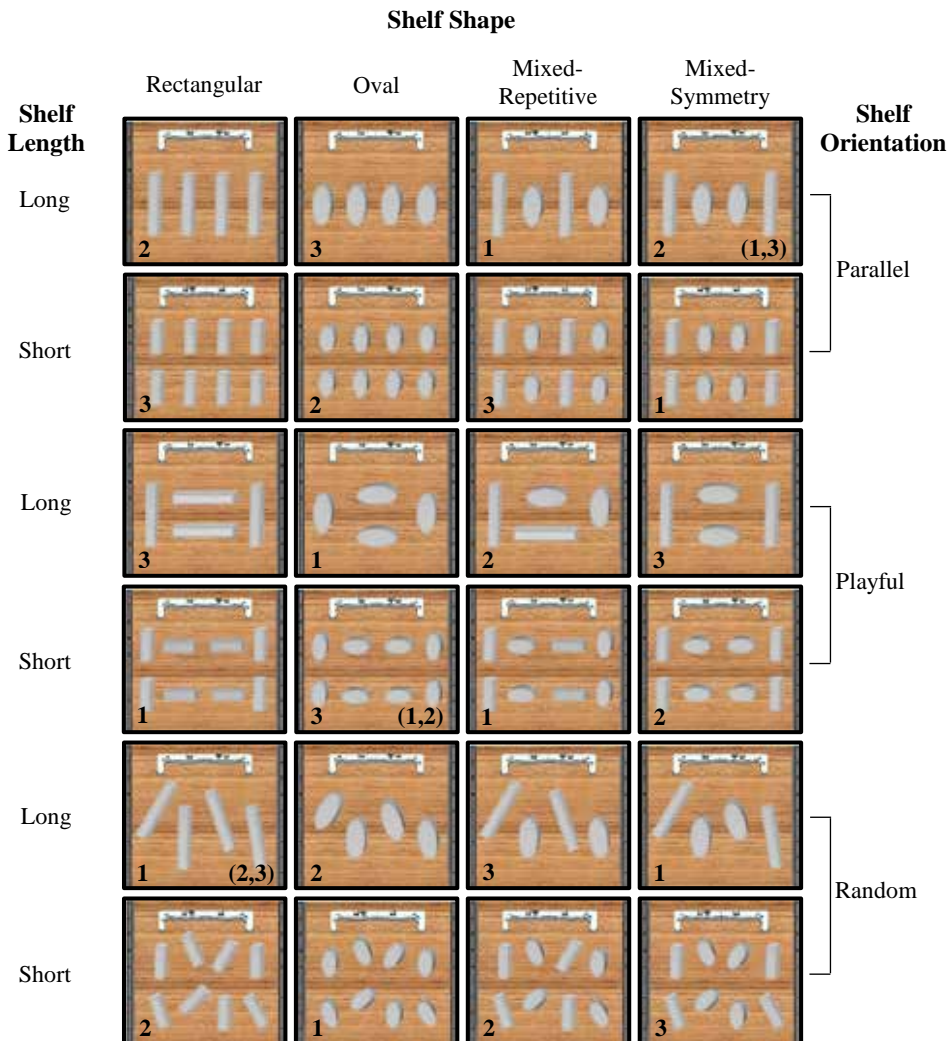 Shelf Shape
Rectangular
Oval
Mixed-
Repetitive
Mixed-
Symmetry
Shelf
Length
Shelf
Orientation
Long
2
3
1
2 (1,3)
Parallel
Short
3
2
3
1
Long
3
1
2
3
Playful
Short
1
3 (1,2)
1
2
Long
1 (2,3)
2
3
1
Random
Short
2
1
2
3